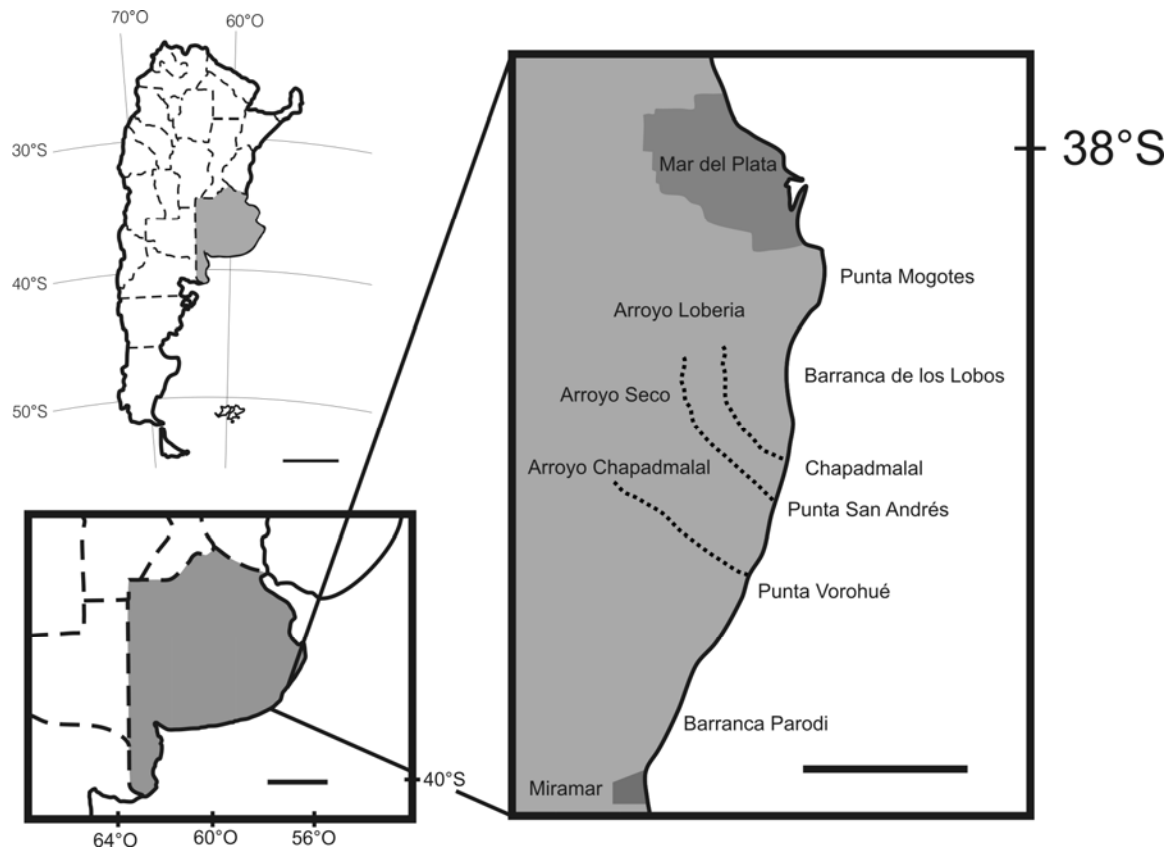 70°O
60°O
30°S
40°S
50°S
40°S
64°O
60°O
56°O
38°S
Mar del Plata
Punta Mogotes
Arroyo Loberia
Barranca de los Lobos
Arroyo Seco
Arroyo Chapadmalal
Chapadmalal
Punta San Andrés
Punta Vorohué
Barranca Parodi
Miramar